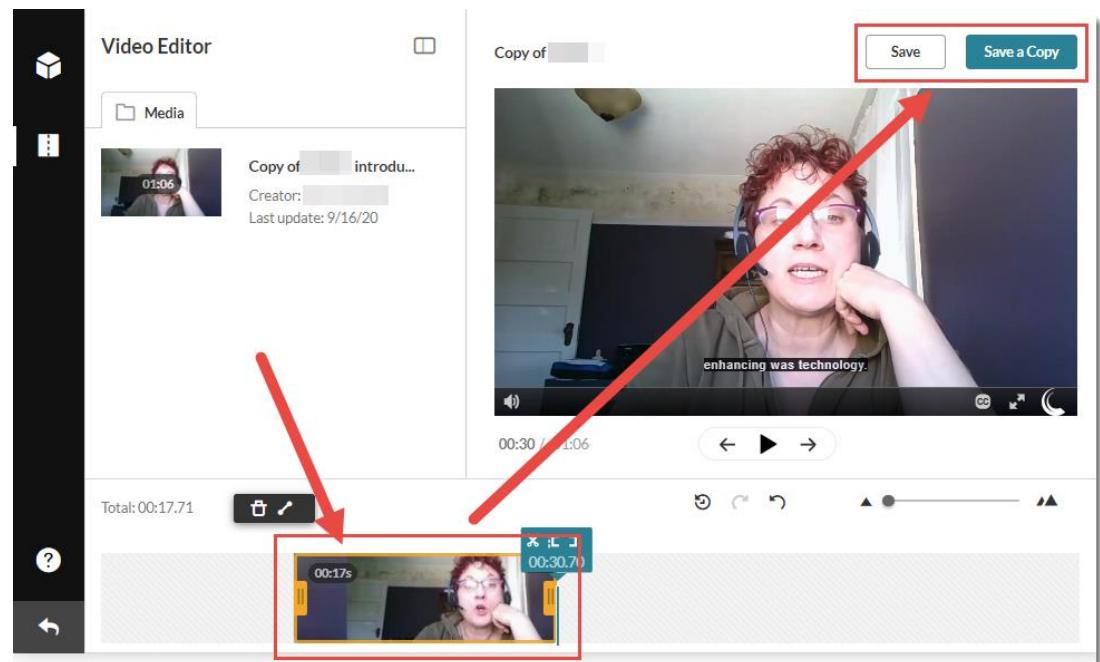 Video Editor
Media
01:06
Copy of introdu...
Creator:
Last update: 9/16/20
Copy of
Save
Save a Copy
enhancing was technology.
CC
00:30 / :06
Total: 00:17.71
00:30.70
00:17s
?